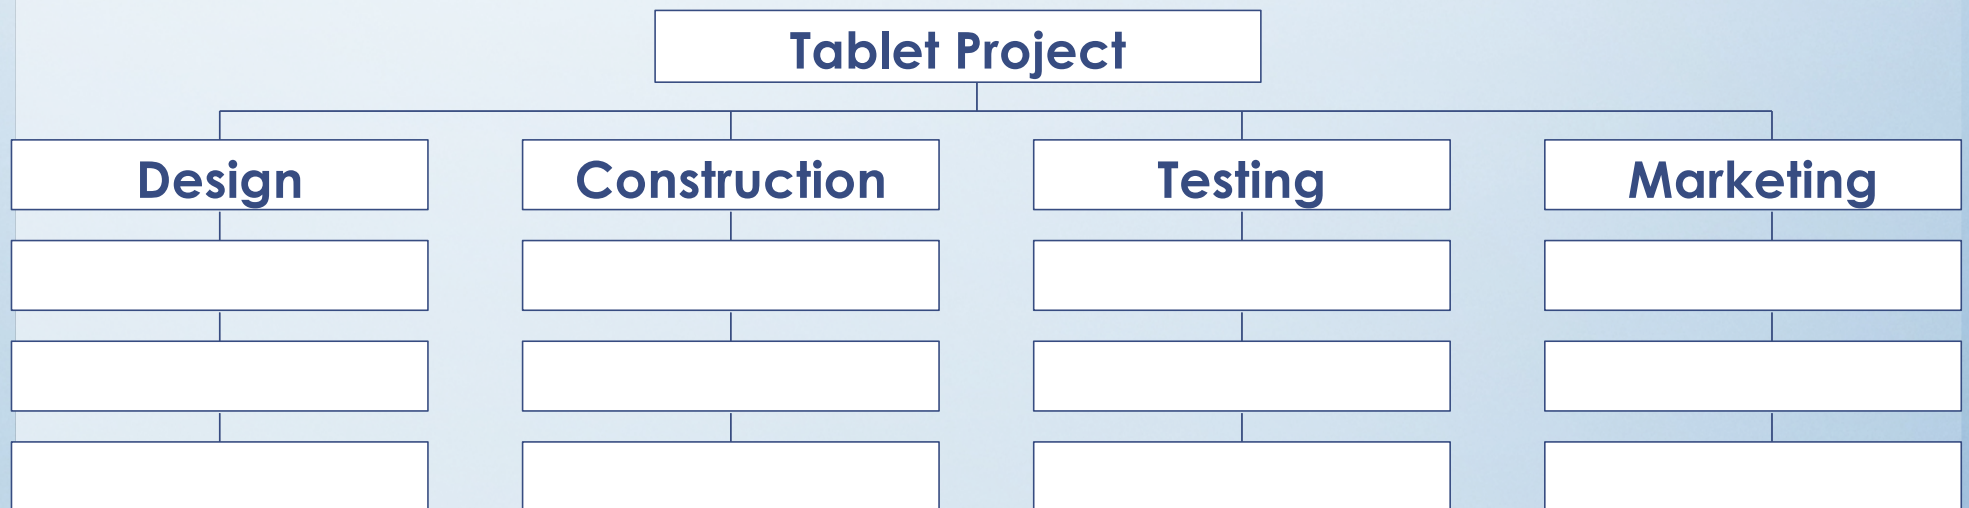 Tablet Project
Design
Construction
Testing
Marketing